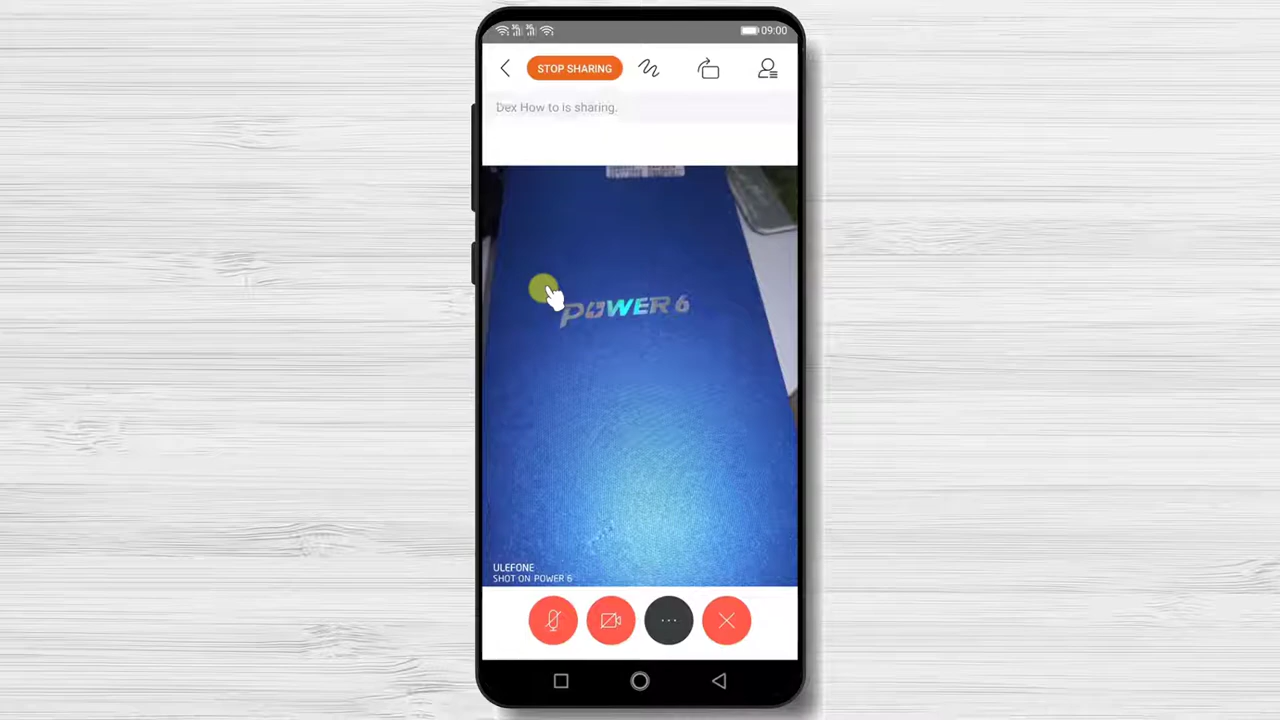 09:00
STOP SHARING
Dex How to is sharing.
POWER 6
ULEFONE
SHOT ON POWER 6